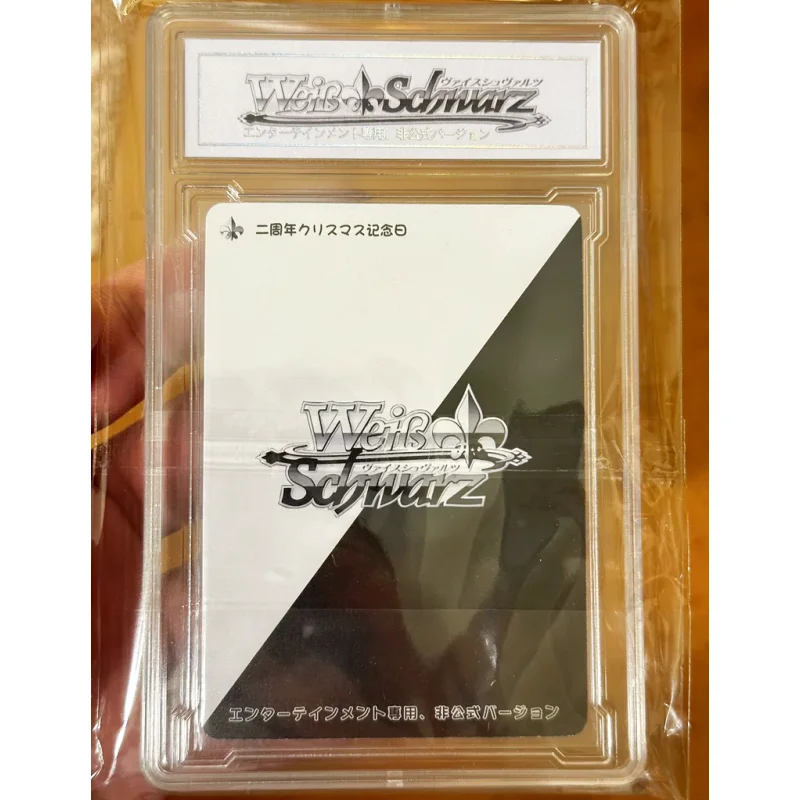 Weiß Schwarz
ヴァイスシュヴァルツ
エンターテインメント専用、非公式バージョン
二周年クリスマス记念日
Weiß
ヴァイスシュヴァルツ
Schwarz
エンターテインメント専用、非公式バージョン